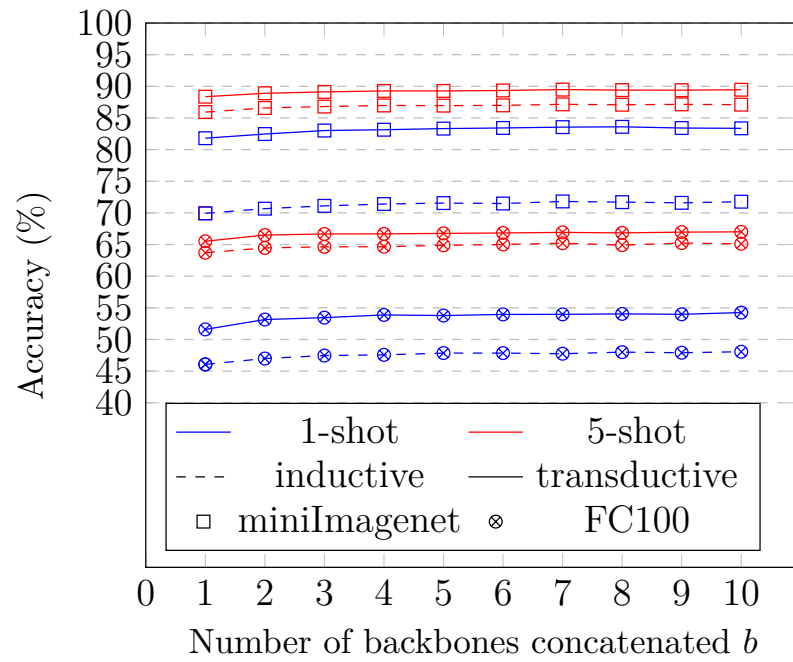 100
95
90
85
80
75
70
65
60
55
50
45
40
Accuracy (%)
1-shot 5-shot
inductive transductive
miniImagenet FC100
0 1 2 3 4 5 6 7 8 9 10
Number of backbones concatenated b